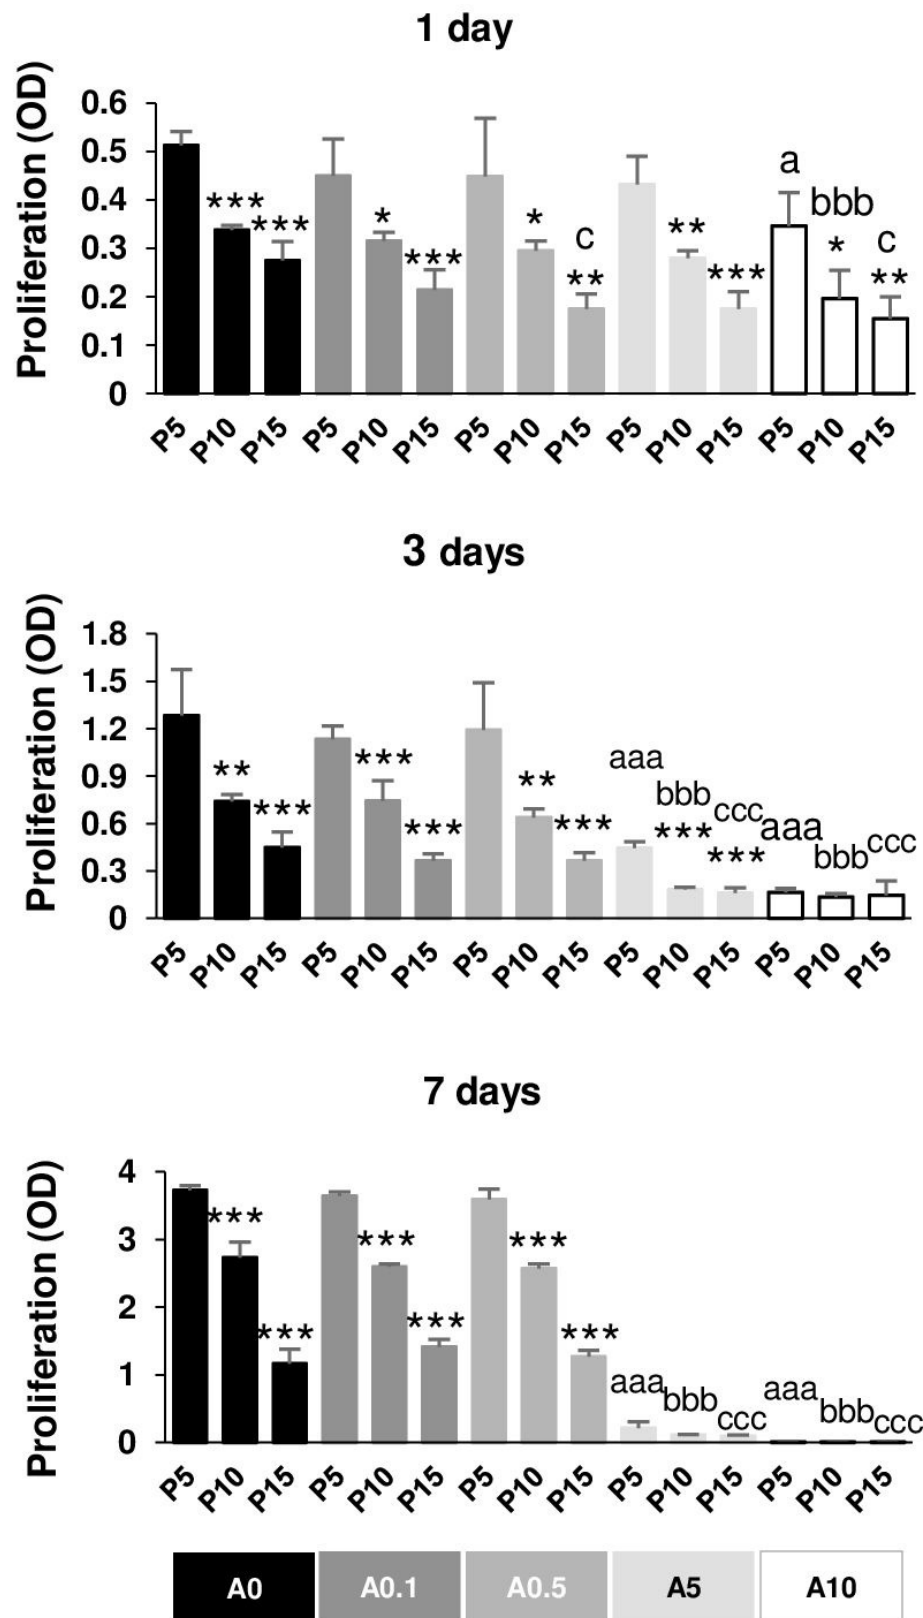 1 day
Proliferation (OD)
0.6
0.5
0.4
0.3
0.2
0.1
0
*** *** * *** * c ** ** *** a bbb * c **
P5 P10 P15 P5 P10 P15 P5 P10 P15 P5 P10 P15 P5 P10 P15
3 days
Proliferation (OD)
1.8
1.5
1.2
0.9
0.6
0.3
0
** *** *** *** ** *** aaa bbb *** ccc *** aaa bbb ccc
P5 P10 P15 P5 P10 P15 P5 P10 P15 P5 P10 P15 P5 P10 P15
7 days
Proliferation (OD)
4
3
2
1
0
*** *** *** *** *** *** aaa bbb ccc aaa bbb ccc
P5 P10 P15 P5 P10 P15 P5 P10 P15 P5 P10 P15 P5 P10 P15
A0 A0.1 A0.5 A5 A10